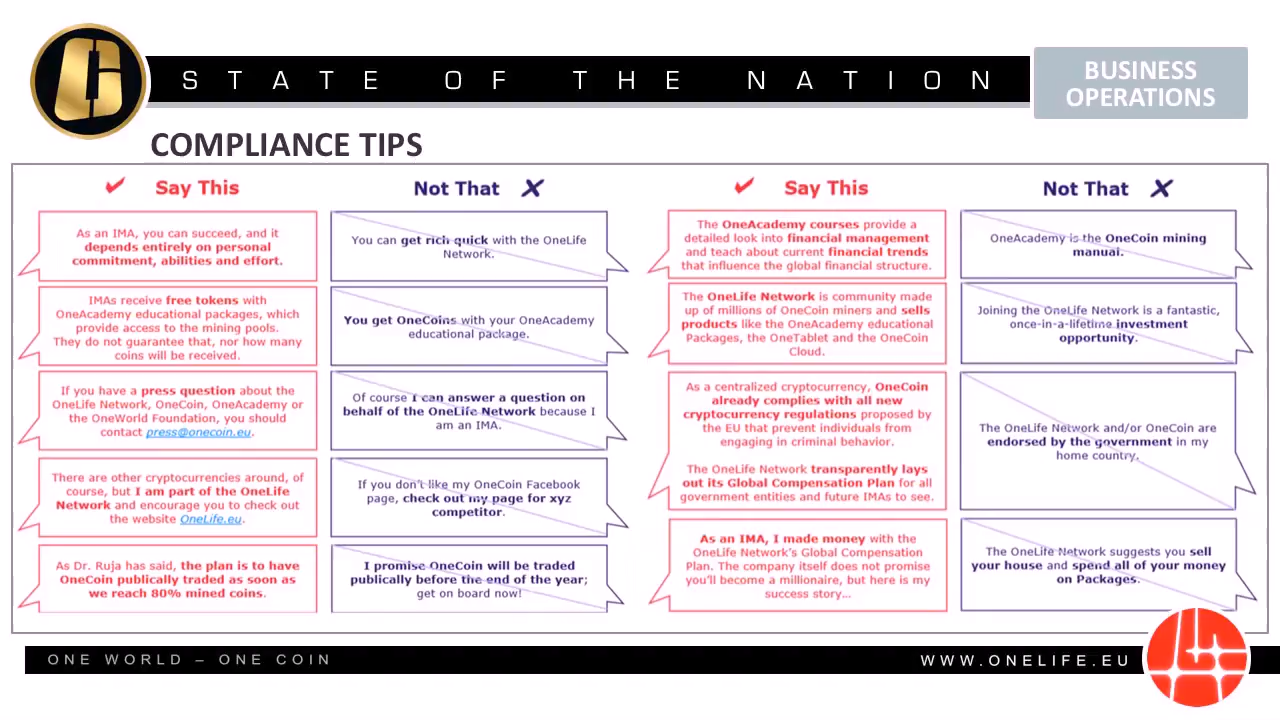 STATE OF THE NATION
BUSINESS
OPERATIONS
COMPLIANCE TIPS
Say This
Not That
As an IMA, you can succeed, and it
depends entirely on personal
commitment, abilities and effort.
You can get rich quick with the OneLife
Network.
IMAs receive free tokens with
OneAcademy educational packages, which
provide access to the mining pools.
They do not guarantee that, nor how many
coins will be received.
You get OneCoins with your OneAcademy
educational package.
If you have a press question about the
OneLife Network, OneCoin, OneAcademy or
the OneWorld Foundation, you should
contact press@onecoin.eu.
Of course I can answer a question on
behalf of the OneLife Network because I
am an IMA.
There are other cryptocurrencies around, of
course, but I am part of the OneLife
Network and encourage you to check out
the website OneLife.eu.
If you don't like my OneCoin Facebook
page, check out my page for xyz
competitor.
As Dr. Ruja has said, the plan is to have
OneCoin publically traded as soon as
we reach 80% mined coins.
I promise OneCoin will be traded
publically before the end of the year;
get on board now!
Say This
Not That
The OneAcademy courses provide a
detailed look into financial management
and teach about current financial trends
that influence the global financial structure.
OneAcademy is the OneCoin mining
manual.
The OneLife Network is community made
up of millions of OneCoin miners and sells
products like the OneAcademy educational
Packages, the OneTablet and the OneCoin
Cloud.
Joining the OneLife Network is a fantastic,
once-in-a-lifetime investment
opportunity.
As a centralized cryptocurrency, OneCoin
already complies with all new
cryptocurrency regulations proposed by
the EU that prevent individuals from
engaging in criminal behavior.
The OneLife Network transparently lays
out its Global Compensation Plan for all
government entities and future IMAs to see.
The OneLife Network and/or OneCoin are
endorsed by the government in my
home country.
As an IMA, I made money with the
OneLife Network's Global Compensation
Plan. The company itself does not promise
you'll become a millionaire, but here is my
success story...
The OneLife Network suggests you sell
your house and spend all of your money
on Packages.
ONE WORLD – ONE COIN
WWW.ONELIFE.EU